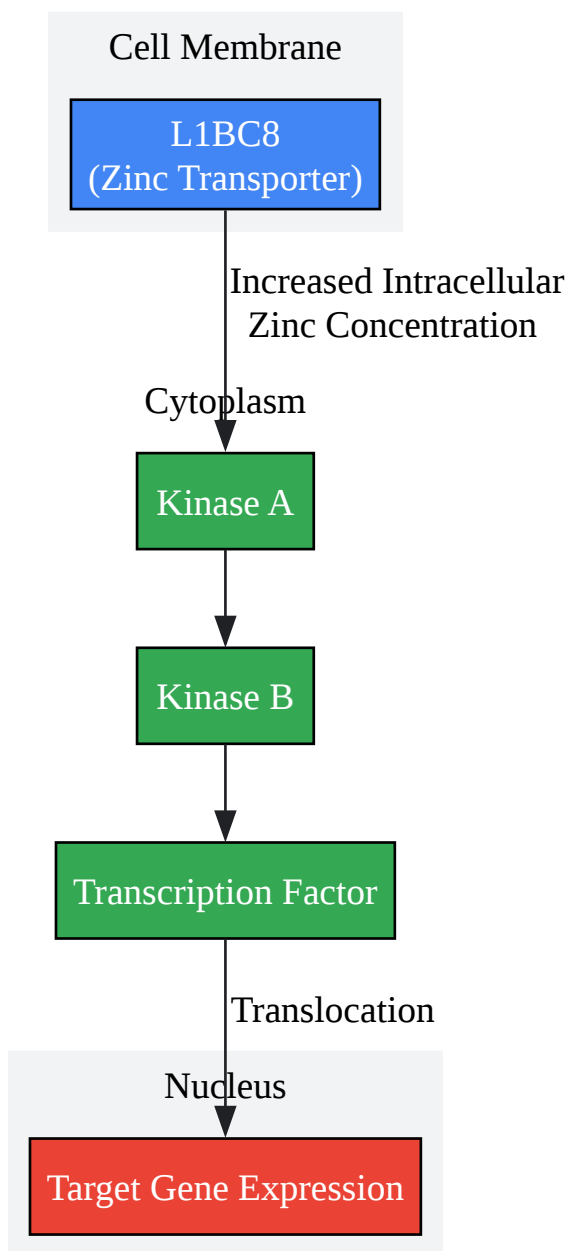 Cell Membrane
L1BC8
(Zinc Transporter)
Increased Intracellular
Zinc Concentration
Cytoplasm
Kinase A
Kinase B
Transcription Factor
Translocation
Nucleus
Target Gene Expression